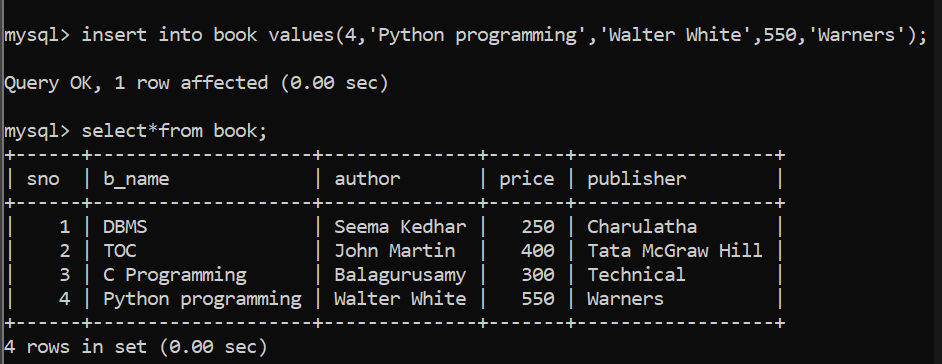 mysql> insert into book values(4,'Python programming','Walter White',550,'Warners');
Query OK, 1 row affected (0.00 sec)
mysql> select*from book;
+------+--------------------+--------------+-------+------------------+
| sno  | b_name             | author       | price | publisher        |
+------+--------------------+--------------+-------+------------------+
|    1 | DBMS               | Seema Kedhar |   250 | Charulatha       |
|    2 | TOC                | John Martin  |   400 | Tata McGraw Hill |
|    3 | C Programming      | Balagurusamy |   300 | Technical        |
|    4 | Python programming | Walter White |   550 | Warners          |
+------+--------------------+--------------+-------+------------------+
4 rows in set (0.00 sec)